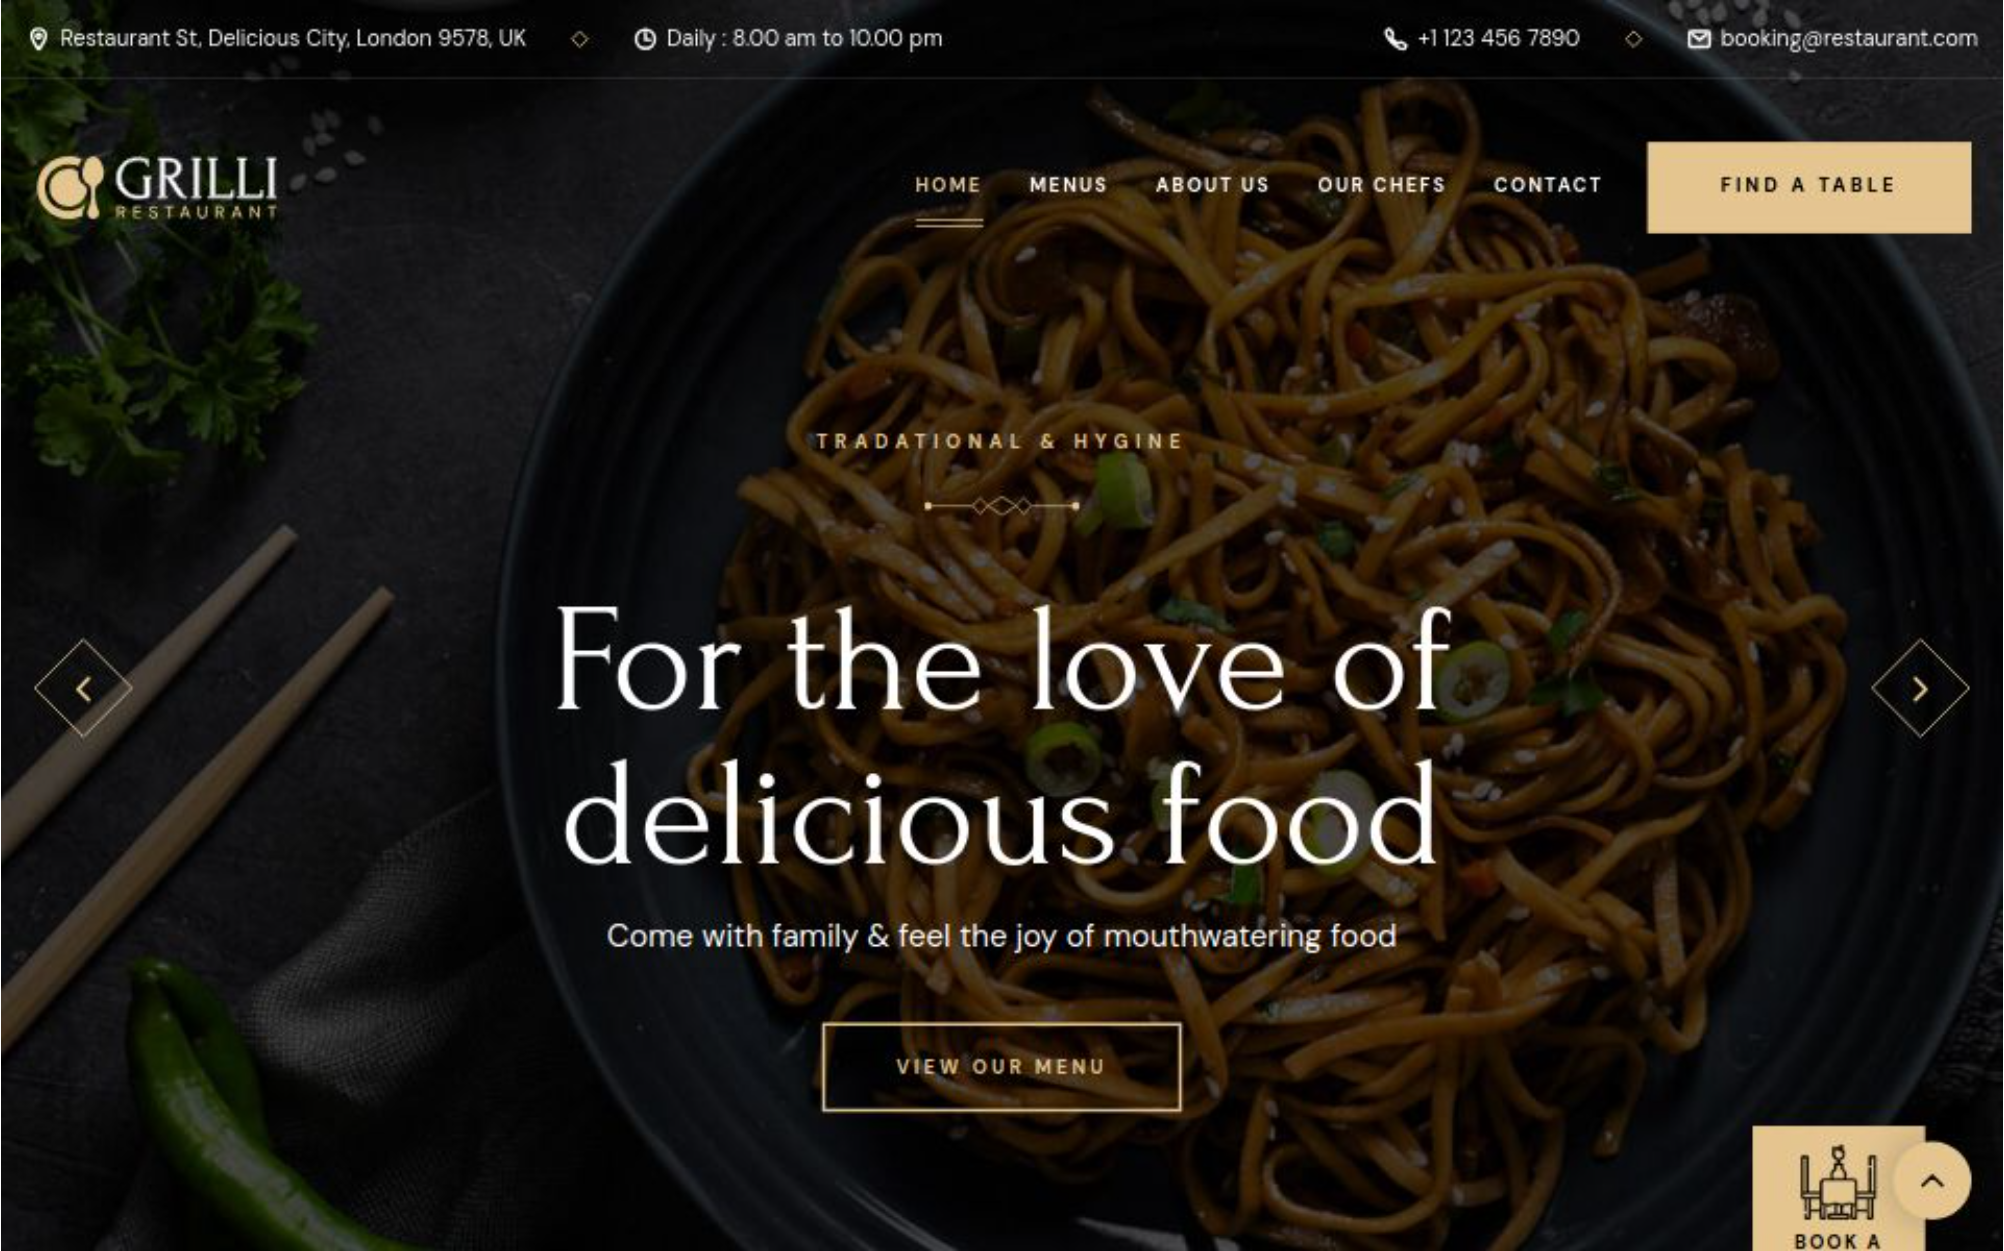 Restaurant St, Delicious City, London 9578, UK
Daily : 8.00 am to 10.00 pm
+1 123 456 7890
booking@restaurant.com
GRILLI
RESTAURANT
HOME
MENUS
ABOUT US
OUR CHEFS
CONTACT
FIND A TABLE
TRADATIONAL & HYGINE
For the love of
delicious food
Come with family & feel the joy of mouthwatering food
VIEW OUR MENU
BOOK A